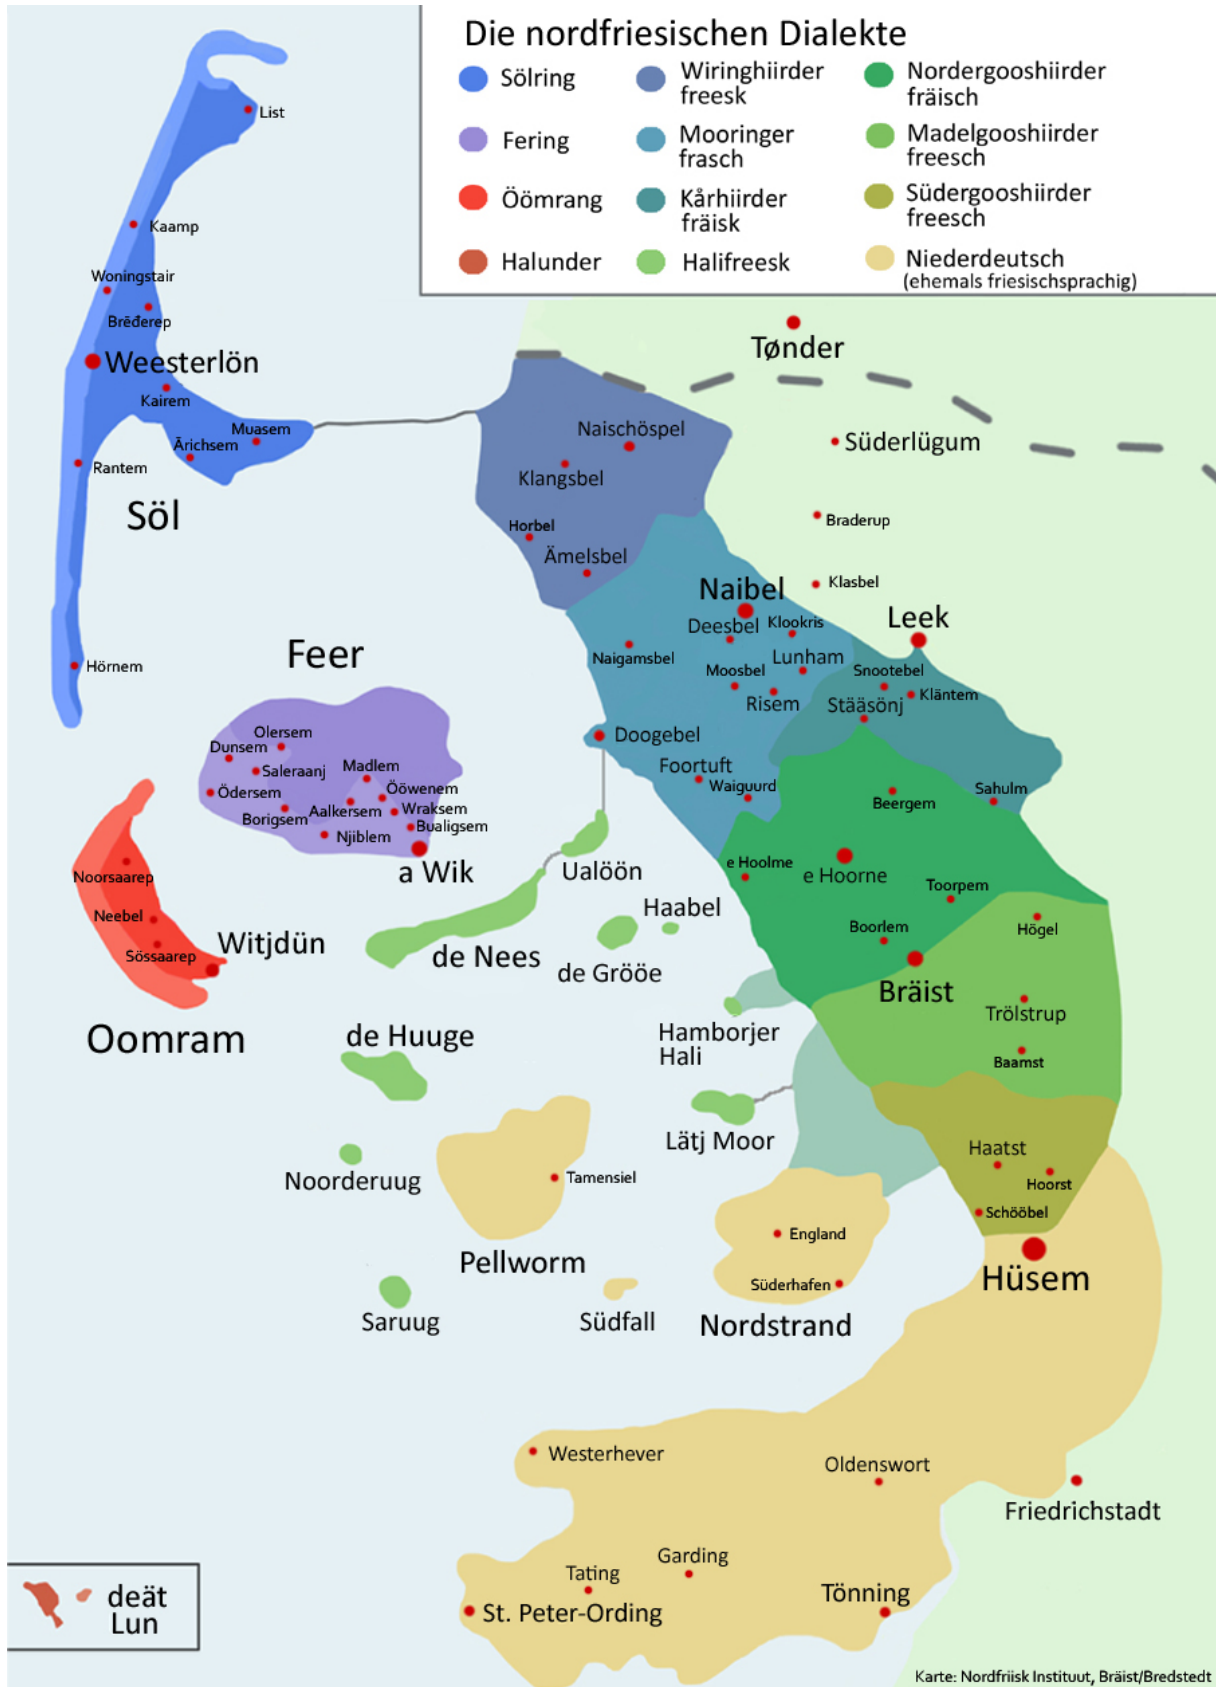 Die nordfriesischen Dialekte
Sölring
Fering
Öömrang
Halunder
Wiringhiirder
freesk
Mooringer
frasch
Kårhiirder
fräisk
Halifreesk
Nordergooshiirder
fräisch
Madelgooshiirder
freesch
Südergooshiirder
freesch
Niederdeutsch
(ehemals friesischsprachig)
List
Kaamp
Woningstair
Brēđerep
Weesterlön
Kairem
Muasem
Ārichsem
Rantem
Söl
Hörnem
Tønder
Süderlügum
Braderup
Klasbel
Leek
Naischöspel
Klangsbel
Horbel
Ämelsbel
Naibel
Deesbel
Klookris
Naigamsbel
Lunham
Moosbel
Risem
Snootebel
Kläntem
Stääsönj
Doogebel
Foortuft
Waiguurd
Beergem
Sahulm
Feer
Olersem
Dunsem
Saleraanj
Madlem
Ödersem
Ööwenem
Borigsem
Aalkersem
Wraksem
Njiblem
Bualigsem
a Wik
Noorsaarep
Neebel
Sössaarep
Witjdün
Oomram
Ualöön
Haabel
de Nees
de Grööe
e Hoolme
e Hoorne
Toorpem
Boorlem
Högel
Bräist
Trölstrup
Baamst
de Huuge
Hamborjer
Hali
Lätj Moor
Noorderuug
Tamensiel
Pellworm
Haatst
Hoorst
Schööbel
England
Süderhafen
Hüsem
Saruug
Südfall
Nordstrand
Westerhever
Oldenswort
Friedrichstadt
Garding
Tating
Tönning
St. Peter-Ording
deät
Lun
Karte: Nordfriisk Instituut, Bräist/Bredstedt